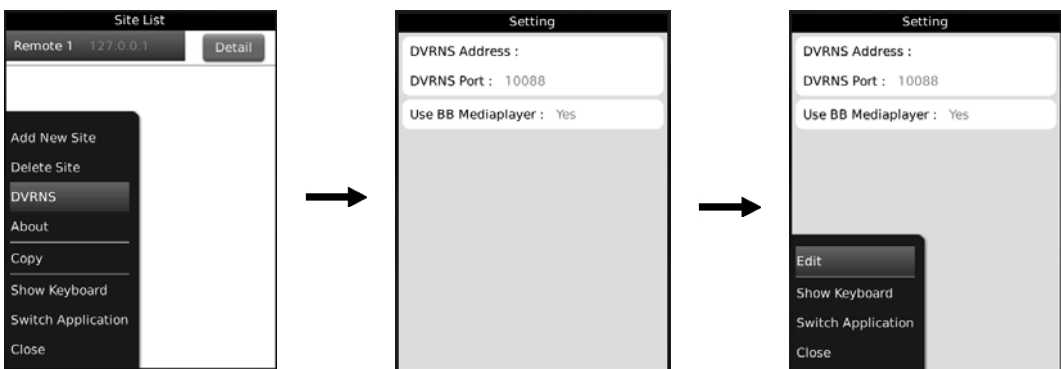 Site List
Remote 1 127.0.0.1 Detail
Add New Site
Delete Site
DVRNS
About
Copy
Show Keyboard
Switch Application
Close
Setting
DVRNS Address :
DVRNS Port : 10088
Use BB Mediaplayer : Yes
Setting
DVRNS Address :
DVRNS Port : 10088
Use BB Mediaplayer : Yes
Edit
Show Keyboard
Switch Application
Close